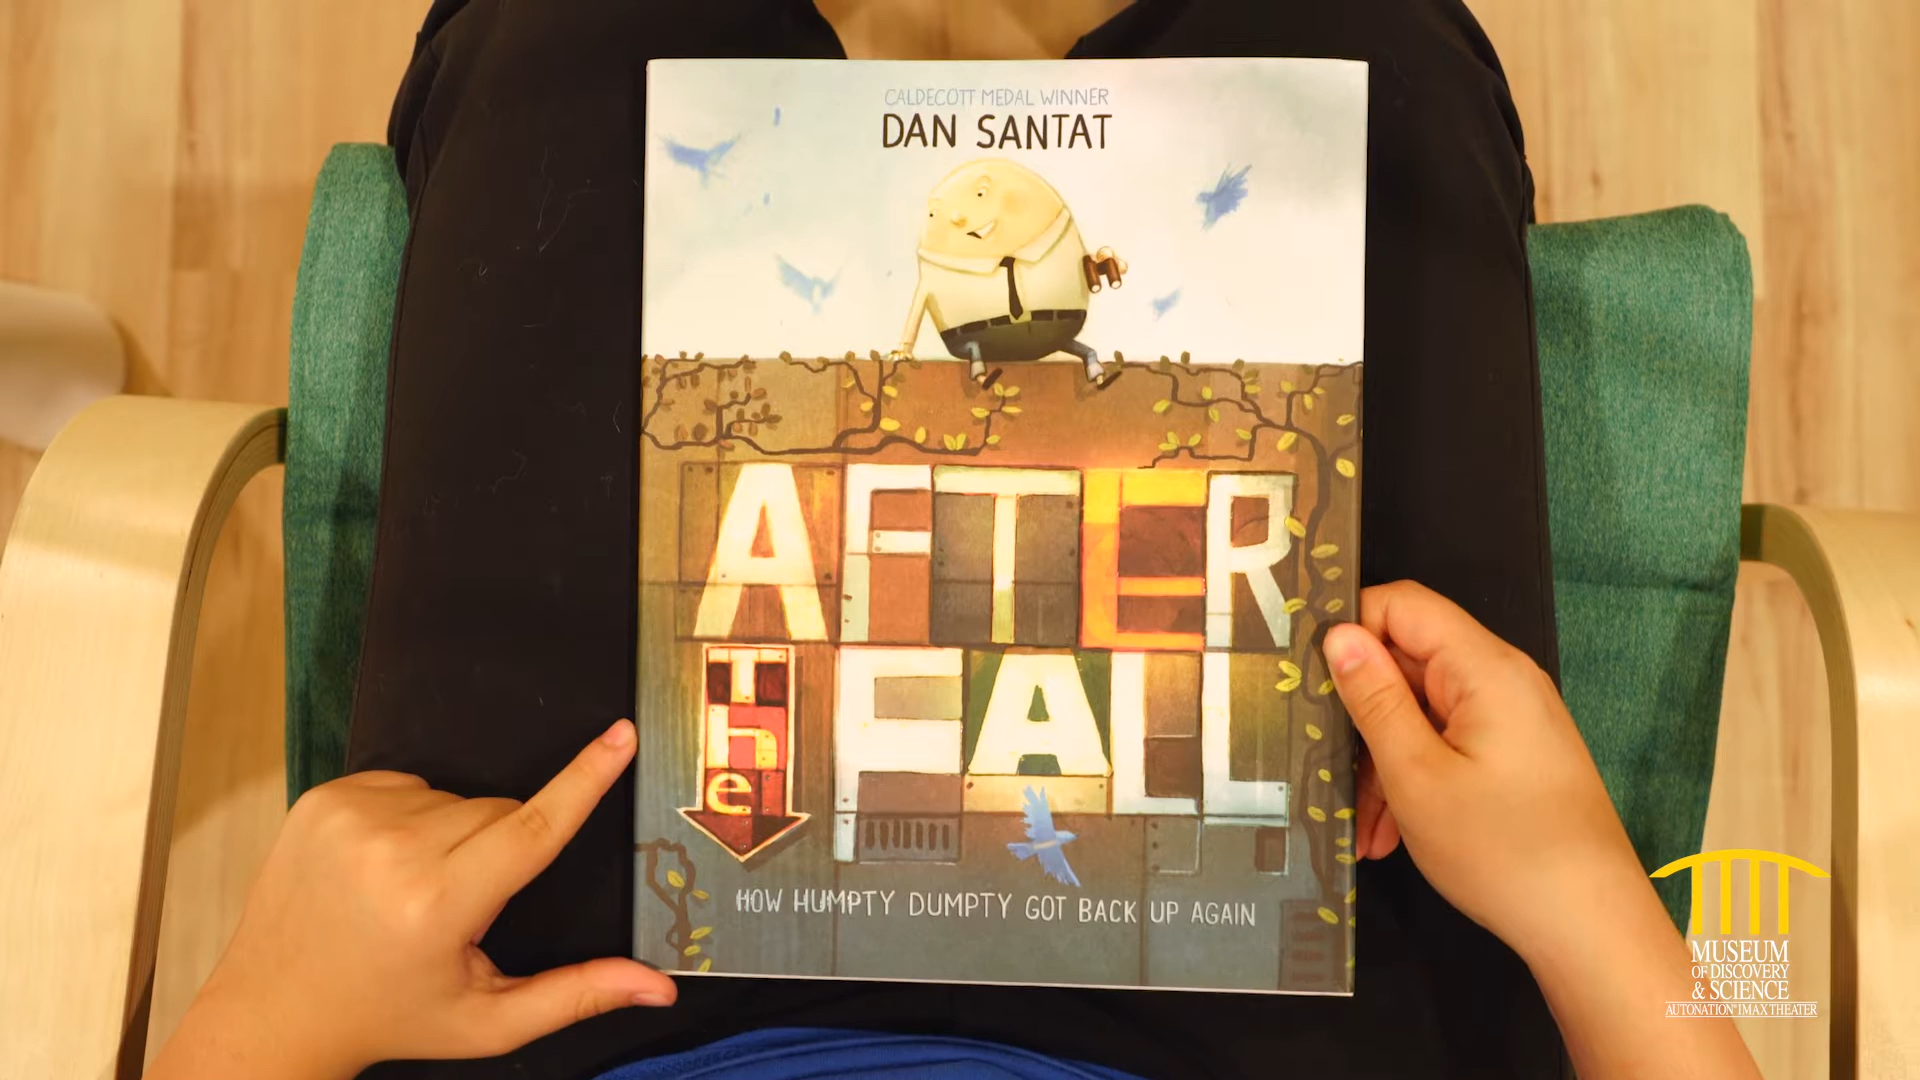 CALDECOTT MEDAL WINNER
DAN SANTAT
AFTER
The
FALL
HOW HUMPTY DUMPTY GOT BACK UP AGAIN
MUSEUM
OF DISCOVERY
& SCIENCE
AUTONATION® IMAX THEATER